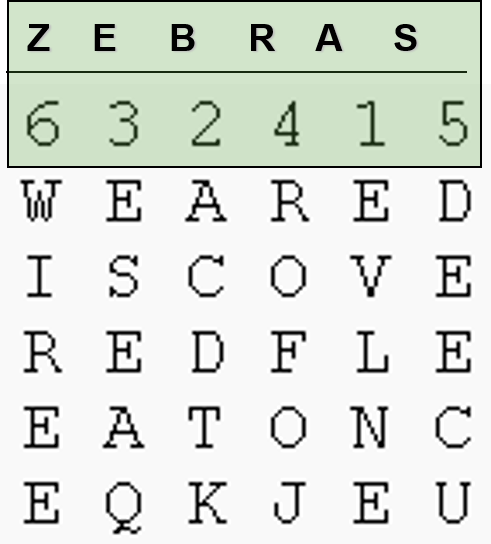 Z E B R A S
6 3 2 4 1 5
W E A R E D
I S C O V E
R E D F L E
E A T O N C
E Q K J E U